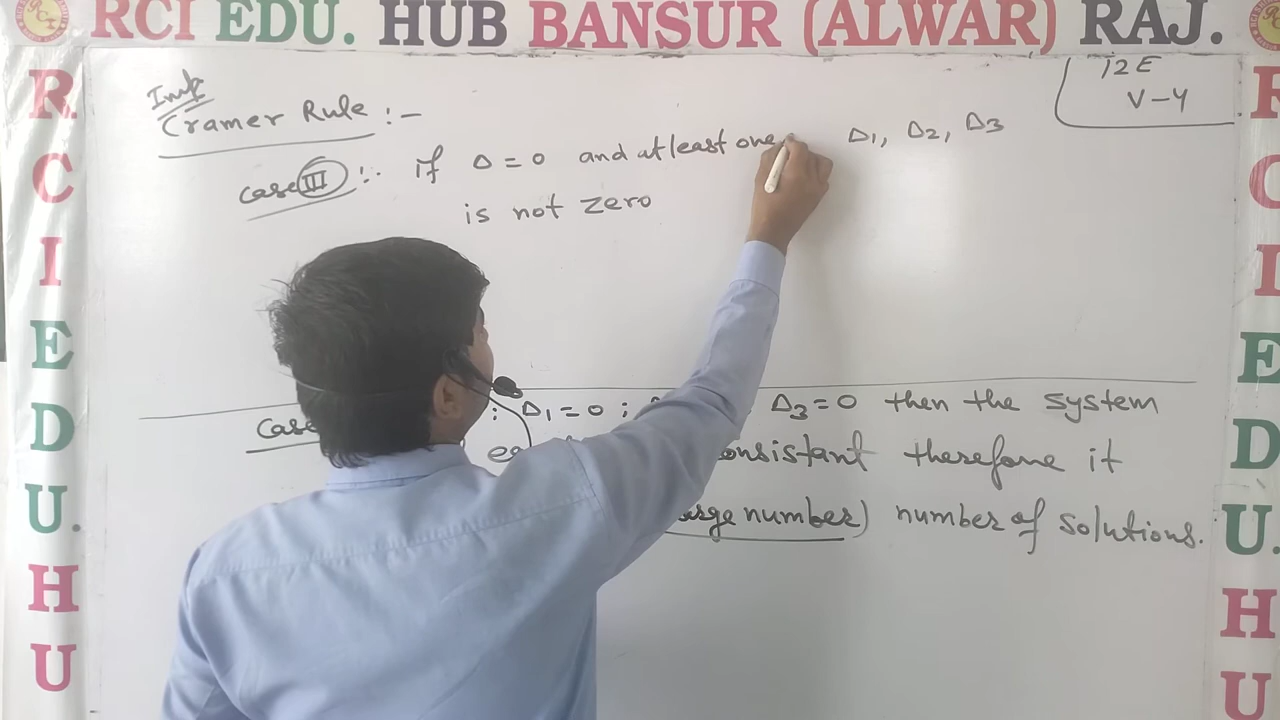 RCI EDU. HUB BANSUR (ALWAR) RAJ.
R
C
I
E
D
U.
H
U
Imp
Cramer Rule :-
12E
V-4
case III :- if Δ = 0 and atleast one Δ1, Δ2, Δ3
is not zero
Case ; Δ1 = 0 ; Δ3 = 0 then the system
consistant therefore it
large number) number of solutions.
R
C
I
E
D
U.
H
U